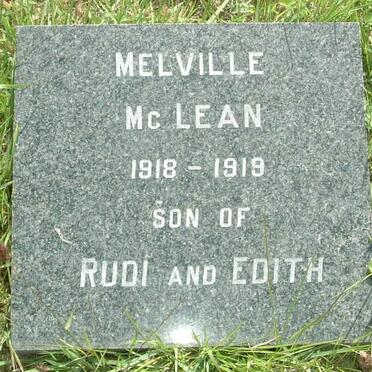 MELVILLE
Mc LEAN
1918 - 1919
SON OF
RUDI AND EDITH